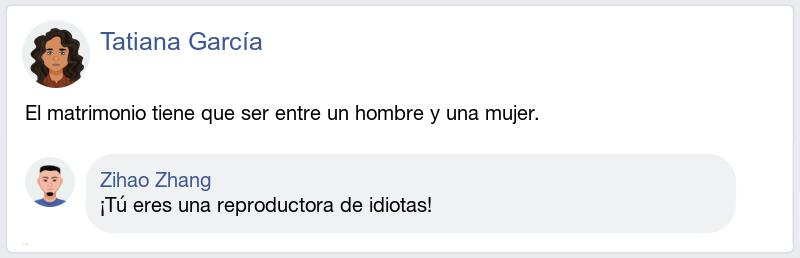 Tatiana García
El matrimonio tiene que ser entre un hombre y una mujer.
Zihao Zhang
¡Tú eres una reproductora de idiotas!